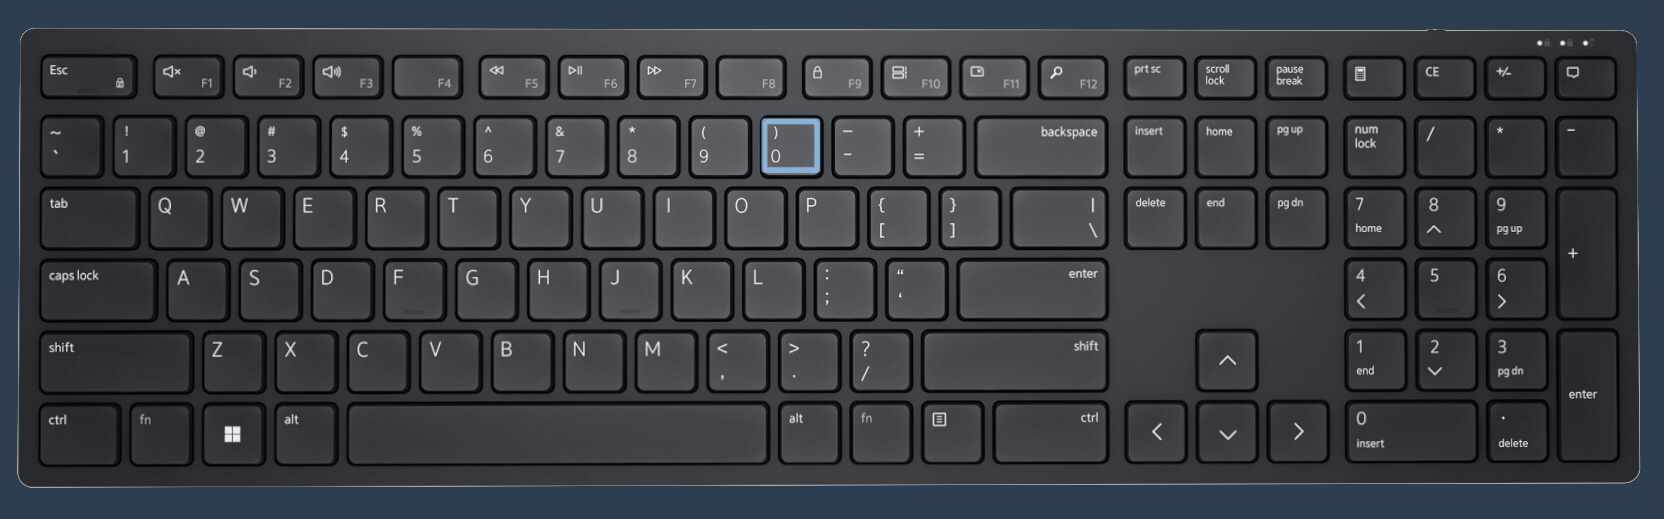 Esc F1 F2 F3 F4 F5 F6 F7 F8 F9 F10 F11 F12 prt sc scroll lock pause break CE +/-
~ ` ! 1 @ 2 # 3 $ 4 % 5 ^ 6 & 7 * 8 ( 9 ) 0 – - + = backspace insert home pg up num lock / * –
tab Q W E R T Y U I O P { [ } ] | \ delete end pg dn 7 home 8 9 pg up +
caps lock A S D F G H J K L : ; “ ‘ enter 4 < 5 6 >
shift Z X C V B N M < , > . ? / shift 1 end 2 3 pg dn enter
ctrl fn alt alt fn ctrl 0 insert . delete